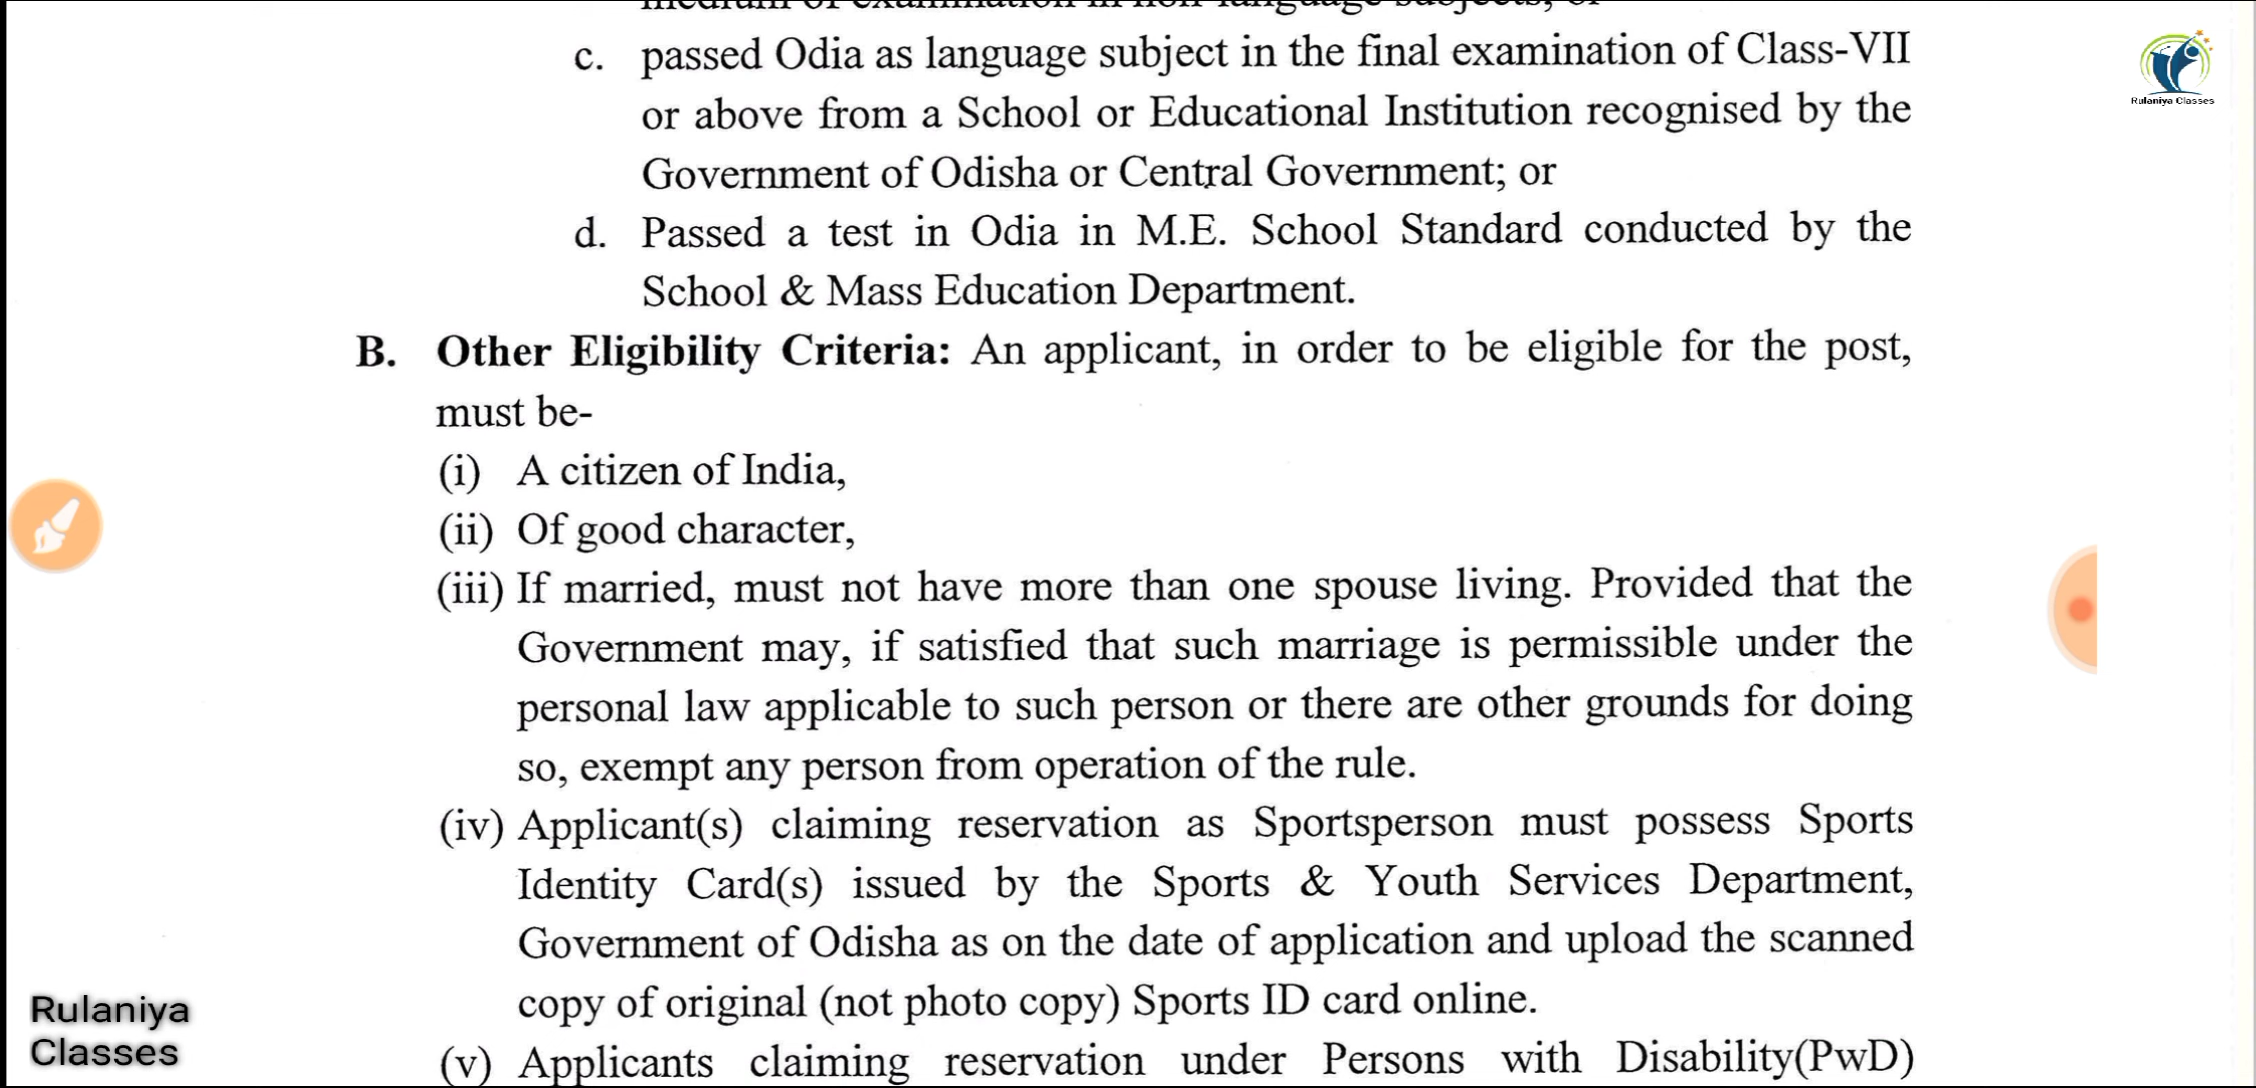 medium of examination in non language subjects; or
c. passed Odia as language subject in the final examination of Class-VII
or above from a School or Educational Institution recognised by the
Government of Odisha or Central Government; or
d. Passed a test in Odia in M.E. School Standard conducted by the
School & Mass Education Department.
B. Other Eligibility Criteria: An applicant, in order to be eligible for the post,
must be-
(i) A citizen of India,
(ii) Of good character,
(iii) If married, must not have more than one spouse living. Provided that the
Government may, if satisfied that such marriage is permissible under the
personal law applicable to such person or there are other grounds for doing
so, exempt any person from operation of the rule.
(iv) Applicant(s) claiming reservation as Sportsperson must possess Sports
Identity Card(s) issued by the Sports & Youth Services Department,
Government of Odisha as on the date of application and upload the scanned
copy of original (not photo copy) Sports ID card online.
(v) Applicants claiming reservation under Persons with Disability(PwD)
Rulaniya Classes
Rulaniya
Classes